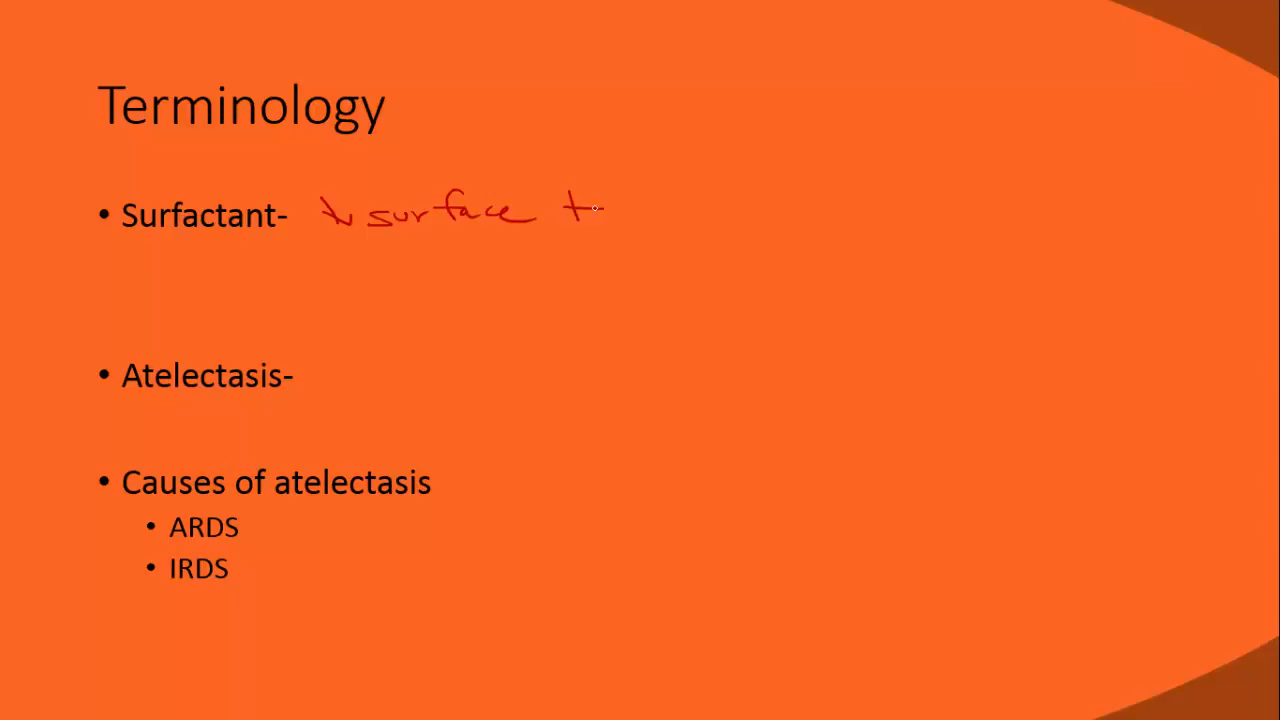 Terminology
• Surfactant- ↓ surface t
• Atelectasis-
• Causes of atelectasis
• ARDS
• IRDS